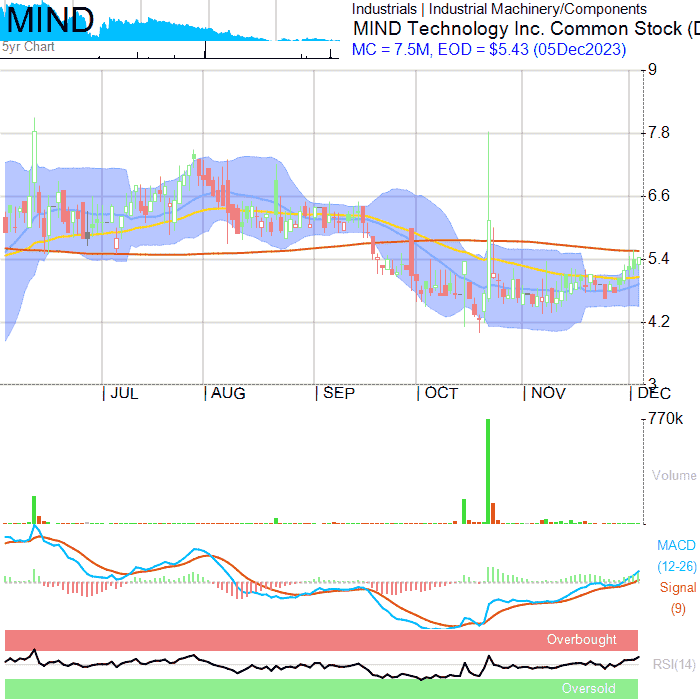 MIND
5yr Chart
Industrials | Industrial Machinery/Components
MIND Technology Inc. Common Stock (D
MC = 7.5M, EOD = $5.43 (05Dec2023)
9
7.8
6.6
5.4
4.2
3
JUL AUG SEP OCT NOV DEC
770k
Volume
MACD
(12-26)
Signal
(9)
Overbought
RSI(14)
Oversold